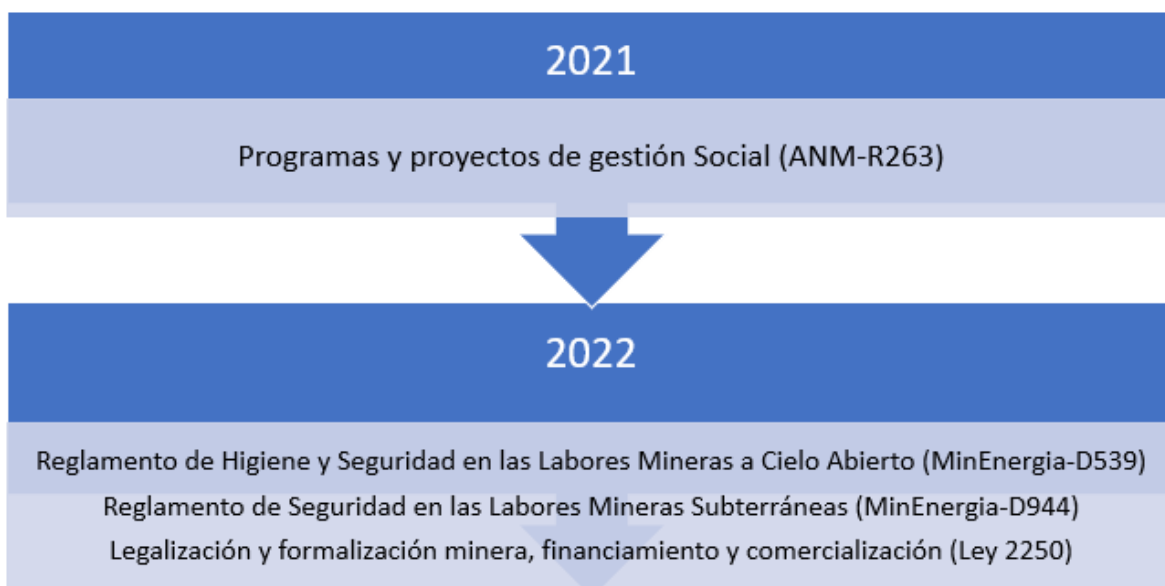 2021
Programas y proyectos de gestión Social (ANM-R263)
2022
Reglamento de Higiene y Seguridad en las Labores Mineras a Cielo Abierto (MinEnergia-D539)
Reglamento de Seguridad en las Labores Mineras Subterráneas (MinEnergia-D944)
Legalización y formalización minera, financiamiento y comercialización (Ley 2250)